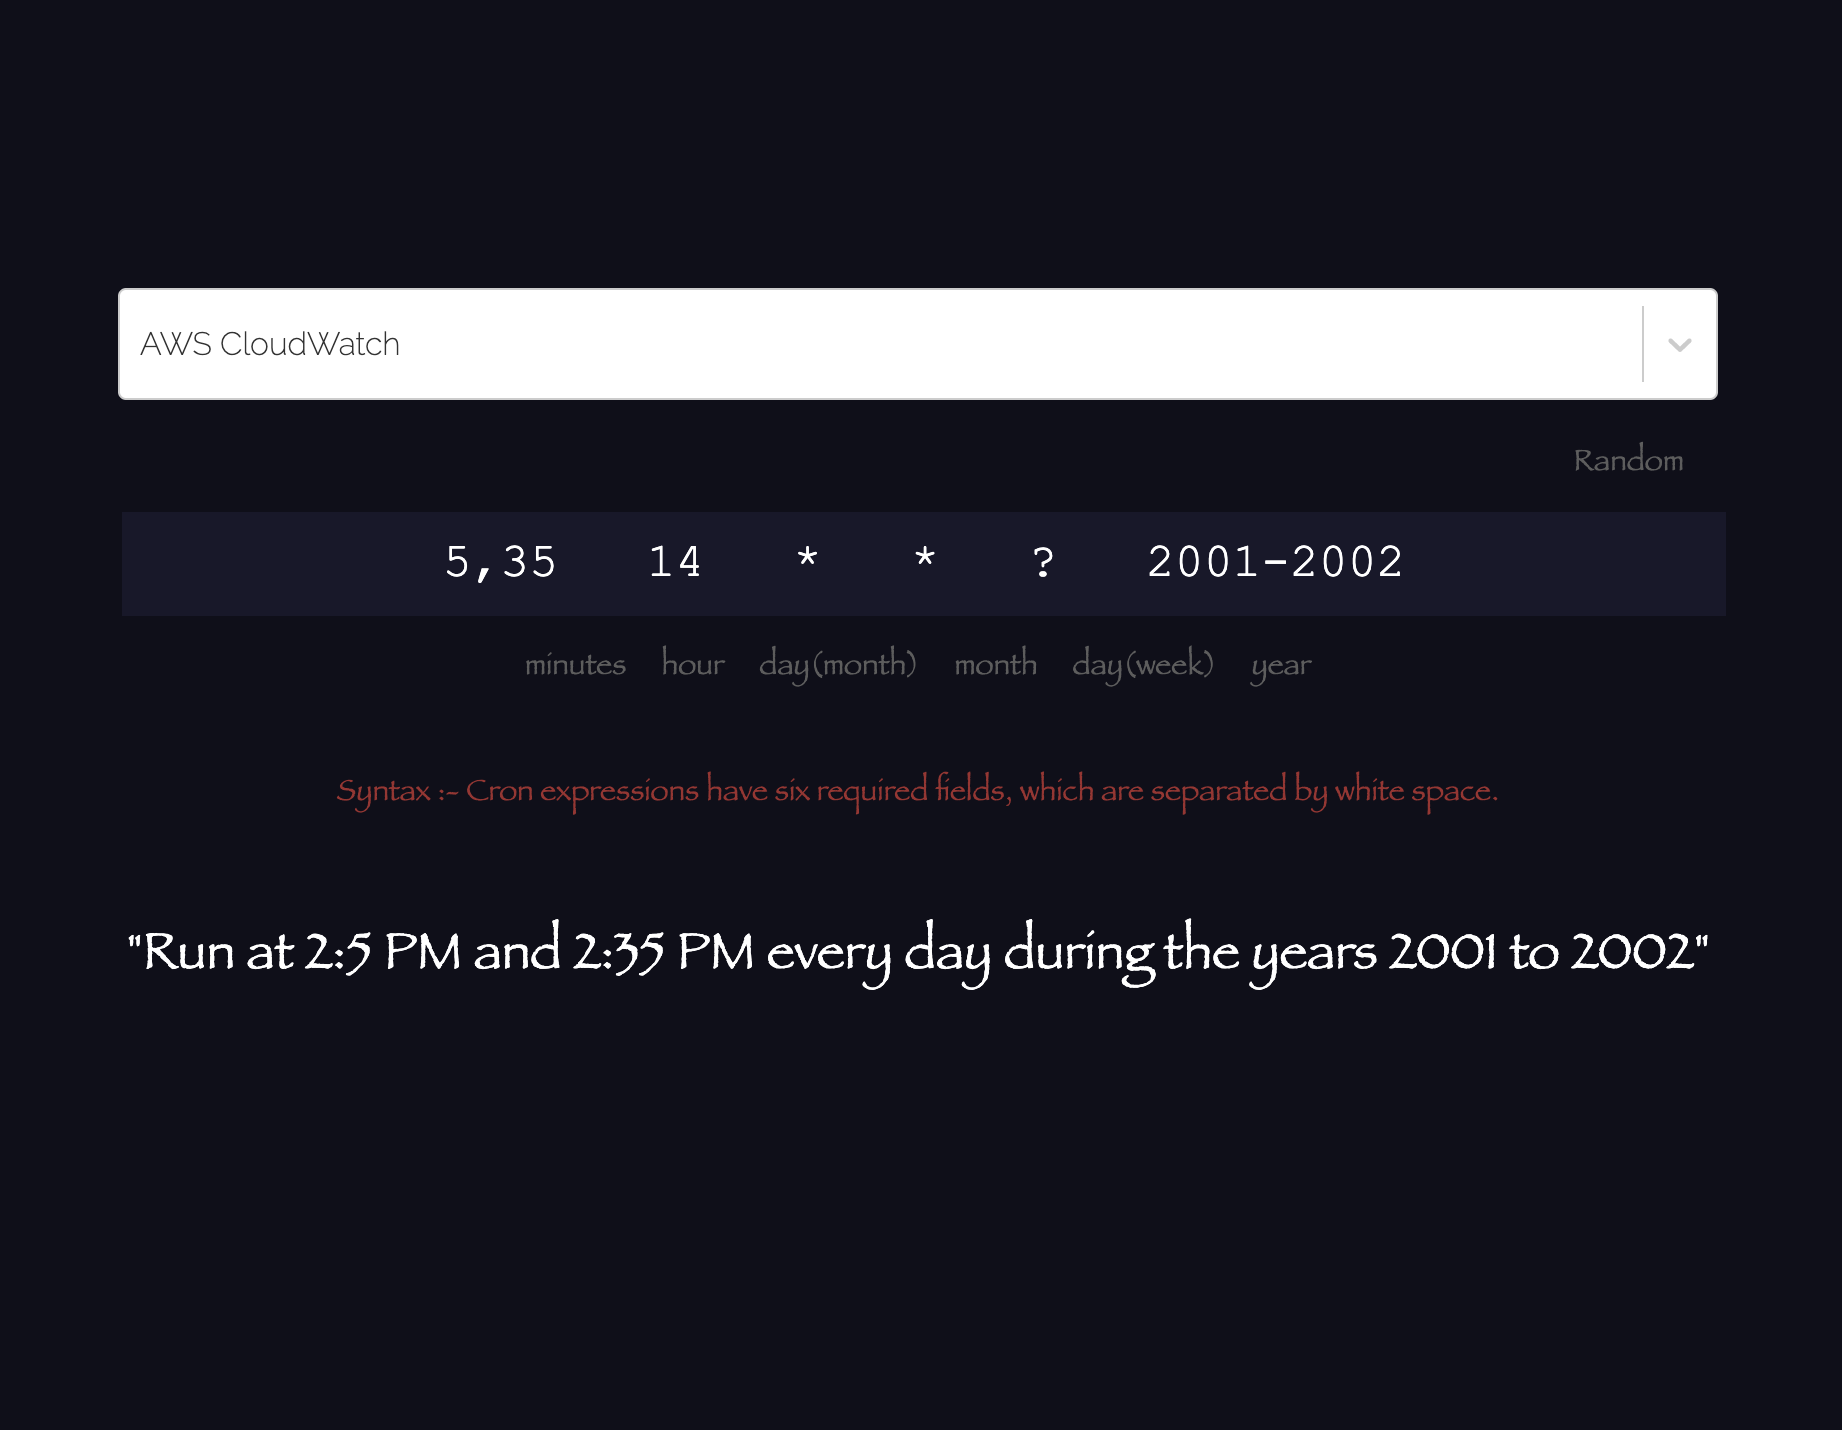 AWS CloudWatch
Random
5,35 14 * * ? 2001-2002
minutes hour day(month) month day(week) year
Syntax :- Cron expressions have six required fields, which are separated by white space.
"Run at 2:5 PM and 2:35 PM every day during the years 2001 to 2002"